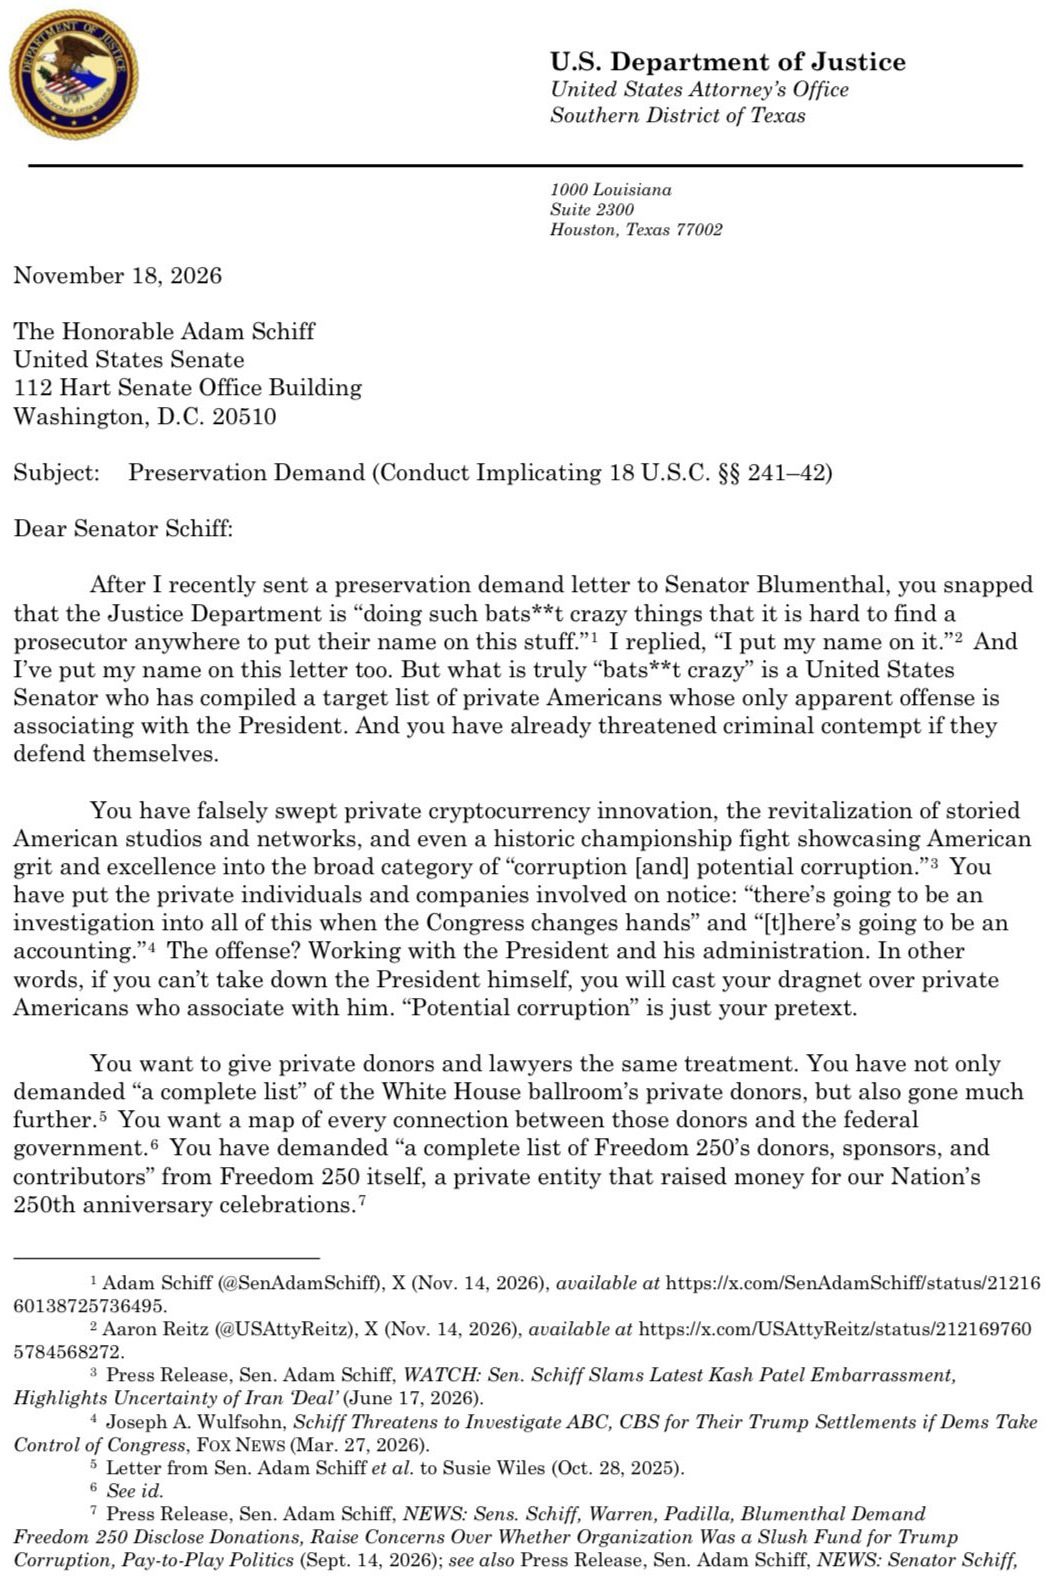 DEPARTMENT OF JUSTICE
U.S. Department of Justice
United States Attorney's Office
Southern District of Texas
1000 Louisiana
Suite 2300
Houston, Texas 77002
November 18, 2026
The Honorable Adam Schiff
United States Senate
112 Hart Senate Office Building
Washington, D.C. 20510
Subject: Preservation Demand (Conduct Implicating 18 U.S.C. §§ 241–42)
Dear Senator Schiff:
After I recently sent a preservation demand letter to Senator Blumenthal, you snapped
that the Justice Department is “doing such bats**t crazy things that it is hard to find a
prosecutor anywhere to put their name on this stuff.”1 I replied, “I put my name on it.”2 And
I’ve put my name on this letter too. But what is truly “bats**t crazy” is a United States
Senator who has compiled a target list of private Americans whose only apparent offense is
associating with the President. And you have already threatened criminal contempt if they
defend themselves.
You have falsely swept private cryptocurrency innovation, the revitalization of storied
American studios and networks, and even a historic championship fight showcasing American
grit and excellence into the broad category of “corruption [and] potential corruption.”3 You
have put the private individuals and companies involved on notice: “there’s going to be an
investigation into all of this when the Congress changes hands” and “[t]here’s going to be an
accounting.”4 The offense? Working with the President and his administration. In other
words, if you can’t take down the President himself, you will cast your dragnet over private
Americans who associate with him. “Potential corruption” is just your pretext.
You want to give private donors and lawyers the same treatment. You have not only
demanded “a complete list” of the White House ballroom’s private donors, but also gone much
further.5 You want a map of every connection between those donors and the federal
government.6 You have demanded “a complete list of Freedom 250’s donors, sponsors, and
contributors” from Freedom 250 itself, a private entity that raised money for our Nation’s
250th anniversary celebrations.7
1 Adam Schiff (@SenAdamSchiff), X (Nov. 14, 2026), available at https://x.com/SenAdamSchiff/status/21216
60138725736495.
2 Aaron Reitz (@USAttyReitz), X (Nov. 14, 2026), available at https://x.com/USAttyReitz/status/212169760
5784568272.
3 Press Release, Sen. Adam Schiff, WATCH: Sen. Schiff Slams Latest Kash Patel Embarrassment,
Highlights Uncertainty of Iran ‘Deal’ (June 17, 2026).
4 Joseph A. Wulfsohn, Schiff Threatens to Investigate ABC, CBS for Their Trump Settlements if Dems Take
Control of Congress, FOX NEWS (Mar. 27, 2026).
5 Letter from Sen. Adam Schiff et al. to Susie Wiles (Oct. 28, 2025).
6 See id.
7 Press Release, Sen. Adam Schiff, NEWS: Sens. Schiff, Warren, Padilla, Blumenthal Demand
Freedom 250 Disclose Donations, Raise Concerns Over Whether Organization Was a Slush Fund for Trump
Corruption, Pay-to-Play Politics (Sept. 14, 2026); see also Press Release, Sen. Adam Schiff, NEWS: Senator Schiff,